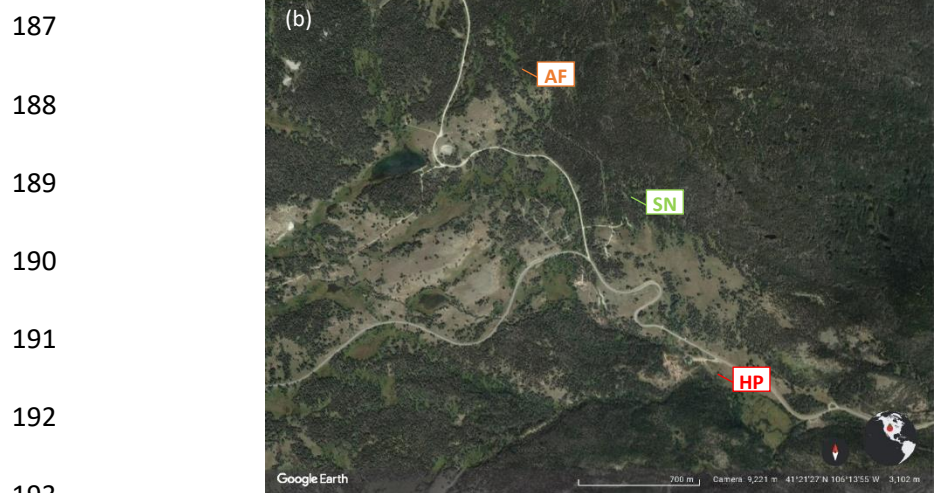 187
(b)
AF
188
189
SN
190
191
HP
192
193
Google Earth
700 m
Camera 9,221 m 41°21'27"N 106°13'55"W 3,102 m